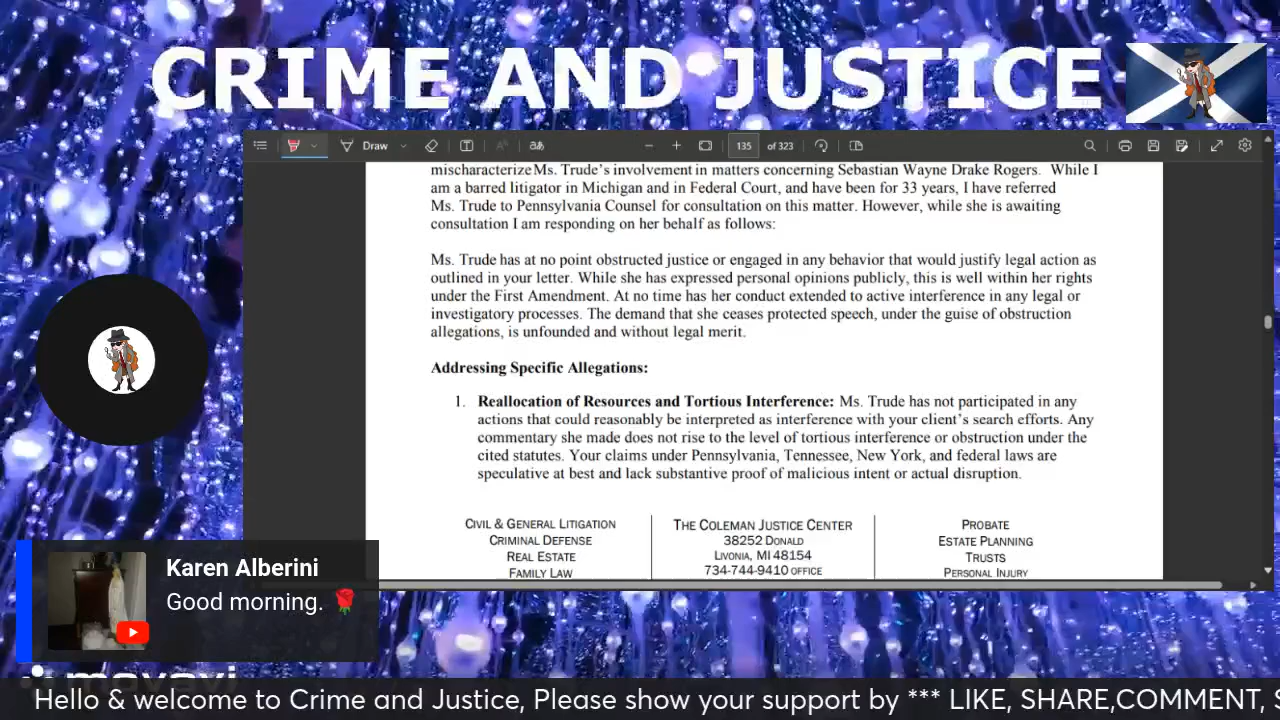 CRIME AND JUSTICE
Draw
135 of 323
mischaracterize Ms. Trude's involvement in matters concerning Sebastian Wayne Drake Rogers. While I
am a barred litigator in Michigan and in Federal Court, and have been for 33 years, I have referred
Ms. Trude to Pennsylvania Counsel for consultation on this matter. However, while she is awaiting
consultation I am responding on her behalf as follows:
Ms. Trude has at no point obstructed justice or engaged in any behavior that would justify legal action as
outlined in your letter. While she has expressed personal opinions publicly, this is well within her rights
under the First Amendment. At no time has her conduct extended to active interference in any legal or
investigatory processes. The demand that she ceases protected speech, under the guise of obstruction
allegations, is unfounded and without legal merit.
Addressing Specific Allegations:
1. Reallocation of Resources and Tortious Interference: Ms. Trude has not participated in any
actions that could reasonably be interpreted as interference with your client's search efforts. Any
commentary she made does not rise to the level of tortious interference or obstruction under the
cited statutes. Your claims under Pennsylvania, Tennessee, New York, and federal laws are
speculative at best and lack substantive proof of malicious intent or actual disruption.
CIVIL & GENERAL LITIGATION
CRIMINAL DEFENSE
REAL ESTATE
FAMILY LAW
THE COLEMAN JUSTICE CENTER
38252 DONALD
LIVONIA, MI 48154
734-744-9410 OFFICE
PROBATE
ESTATE PLANNING
TRUSTS
PERSONAL INJURY
Karen Alberini
Good morning. 🌹
movavi
Hello & welcome to Crime and Justice, Please show your support by *** LIKE, SHARE,COMMENT, S